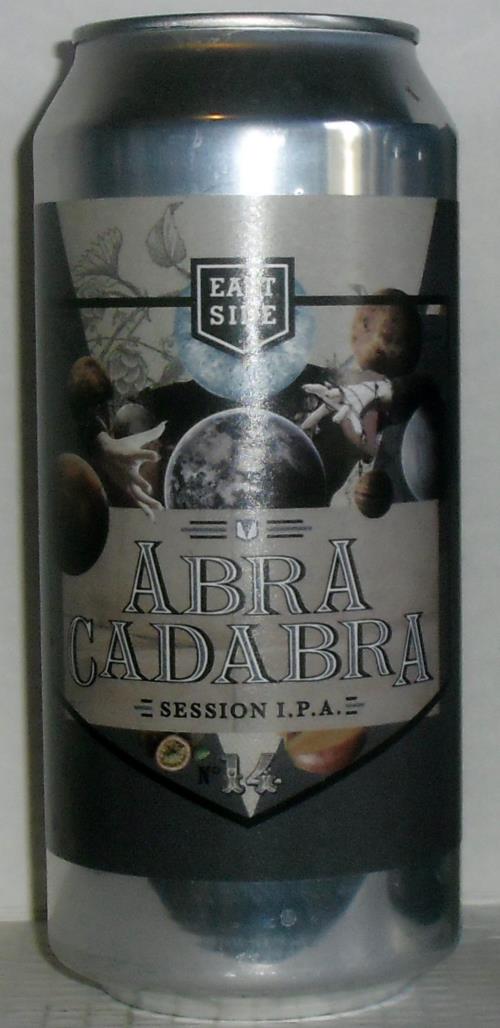 EAST
SIDE
ABRA
CADABRA
SESSION I.P.A.
Nº14